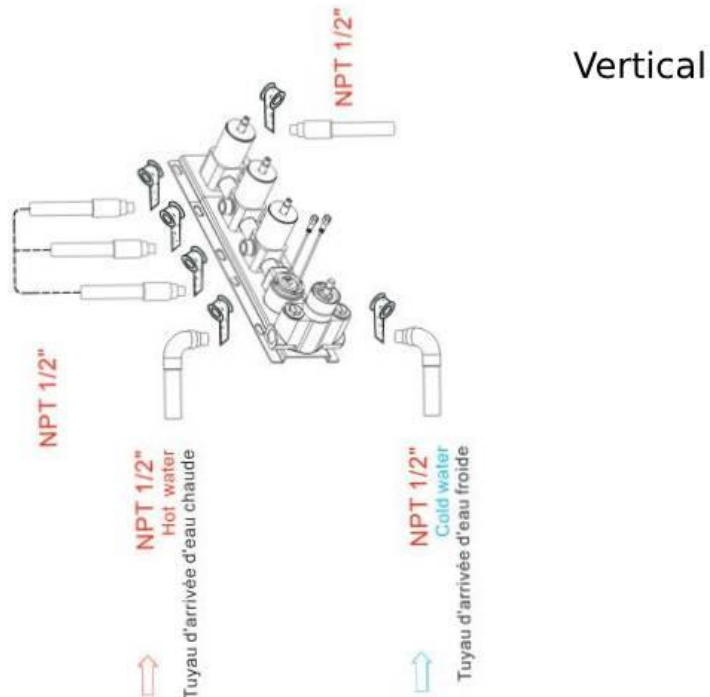 Vertical
NPT 1/2"
NPT 1/2"
NPT 1/2"
Hot water
Tuyau d'arrivée d'eau chaude
NPT 1/2"
Cold water
Tuyau d'arrivée d'eau froide